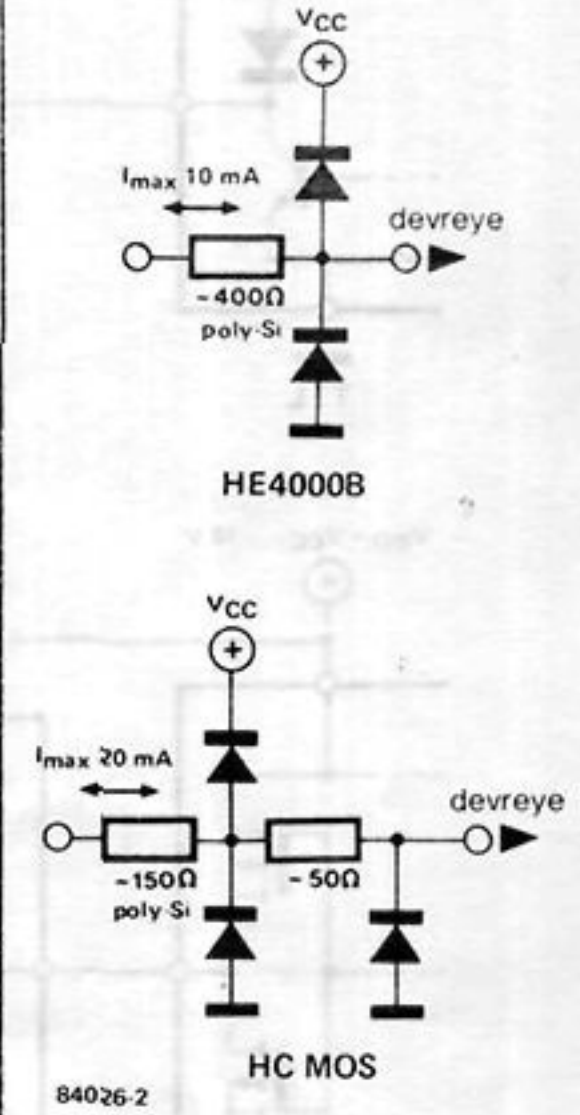 VCC
+
Imax 10 mA
devreye
~400Ω
poly-Si
HE4000B
VCC
+
Imax 20 mA
devreye
~150Ω
~50Ω
poly-Si
HC MOS
84026-2